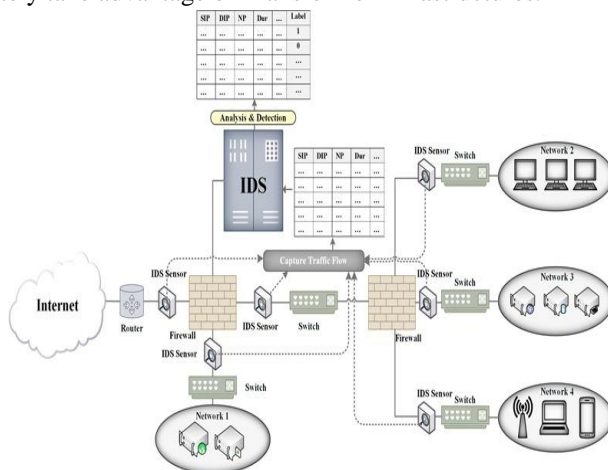 SIP DIP NP Dur ... Label
... ... ... ... ... 1
... ... ... ... ... 0
... ... ... ... ... ...
... ... ... ... ... ...
... ... ... ... ... ...
Analysis & Detection
IDS
SIP DIP NP Dur ...
... ... ... ... ...
... ... ... ... ...
... ... ... ... ...
... ... ... ... ...
... ... ... ... ...
Capture Traffic Flow
IDS Sensor
Switch
Network 2
Internet
Router
IDS Sensor
Firewall
IDS Sensor
Switch
Firewall
IDS Sensor
Switch
Network 3
IDS Sensor
Switch
Network 1
IDS Sensor
Switch
Network 4